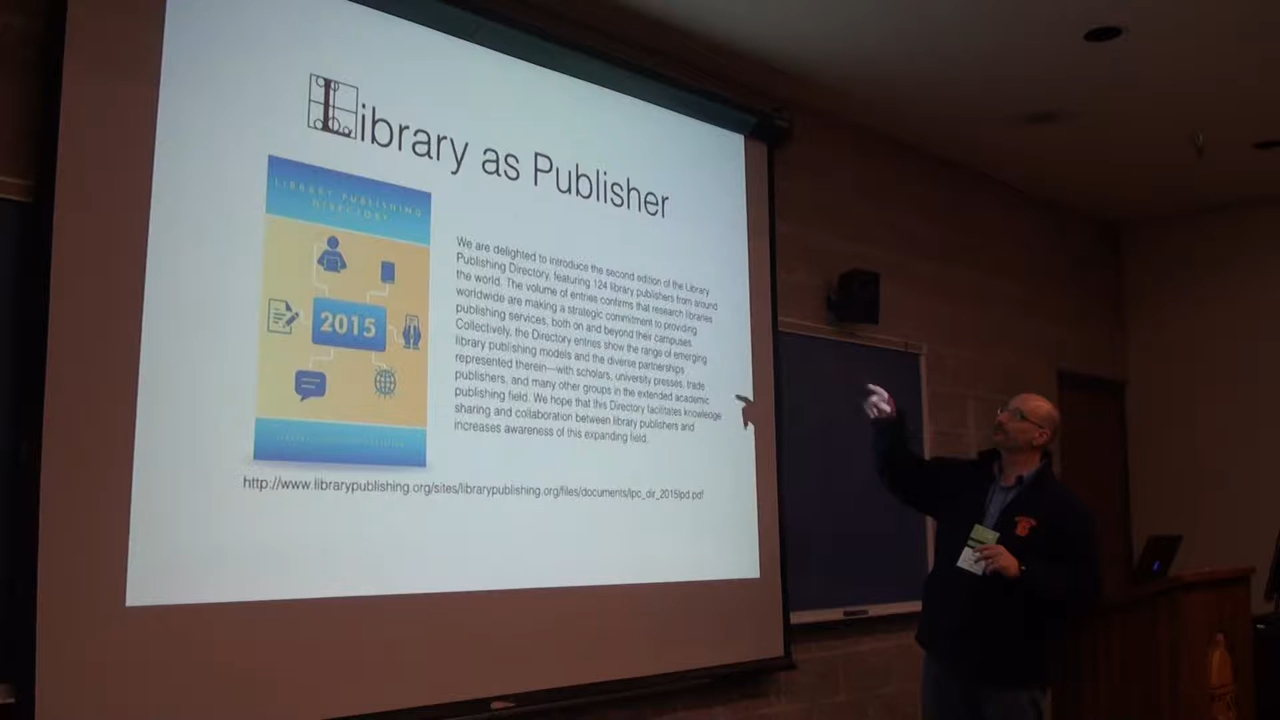 Library as Publisher
LIBRARY PUBLISHING
DIRECTORY
2015
We are delighted to introduce the second edition of the Library
Publishing Directory, featuring 124 library publishers from around
the world. The volume of entries confirms that research libraries
worldwide are making a strategic commitment to providing
publishing services, both on and beyond their campuses
Collectively, the Directory entries show the range of emerging
library publishing models and the diverse partnerships
represented therein—with scholars, university presses, trade
publishers, and many other groups in the extended academic
publishing field. We hope that this Directory facilitates knowledge
sharing and collaboration between library publishers and
increases awareness of this expanding field.
http://www.librarypublishing.org/sites/librarypublishing.org/files/documents/lpc_dir_2015lpd.pdf